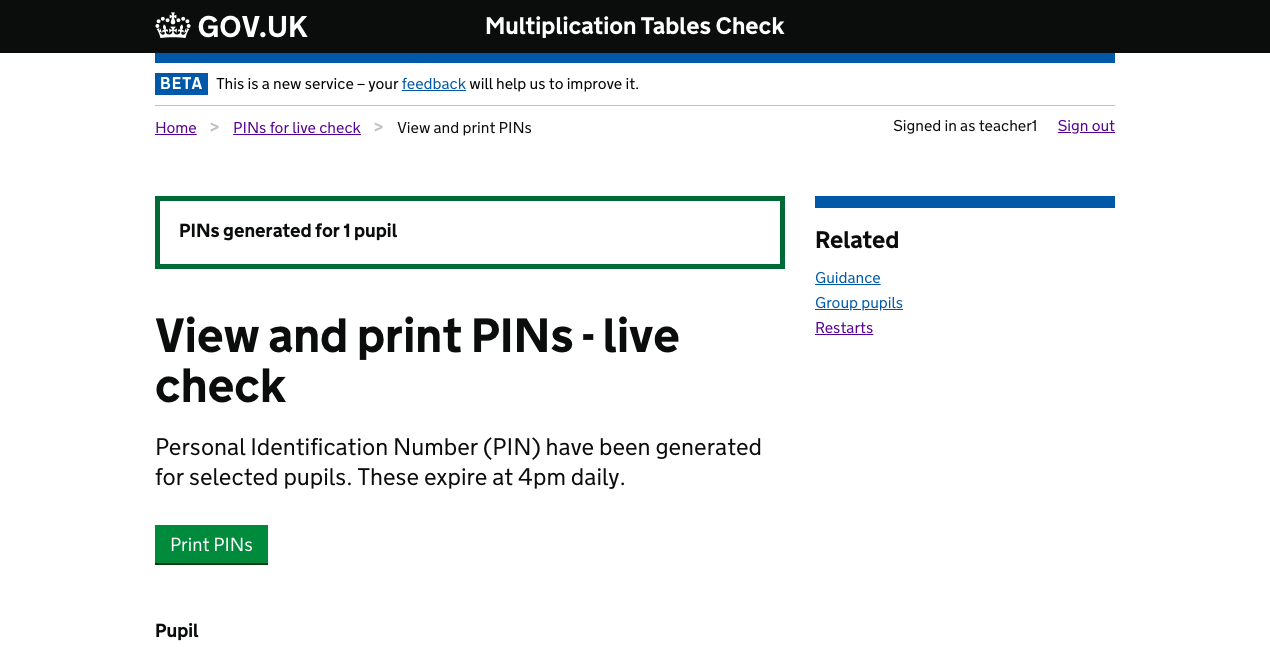 GOV.UK
Multiplication Tables Check
BETA This is a new service – your feedback will help us to improve it.
Home > PINs for live check > View and print PINs
Signed in as teacher1 Sign out
PINs generated for 1 pupil
View and print PINs - live
check
Personal Identification Number (PIN) have been generated
for selected pupils. These expire at 4pm daily.
Print PINs
Pupil
Related
Guidance
Group pupils
Restarts